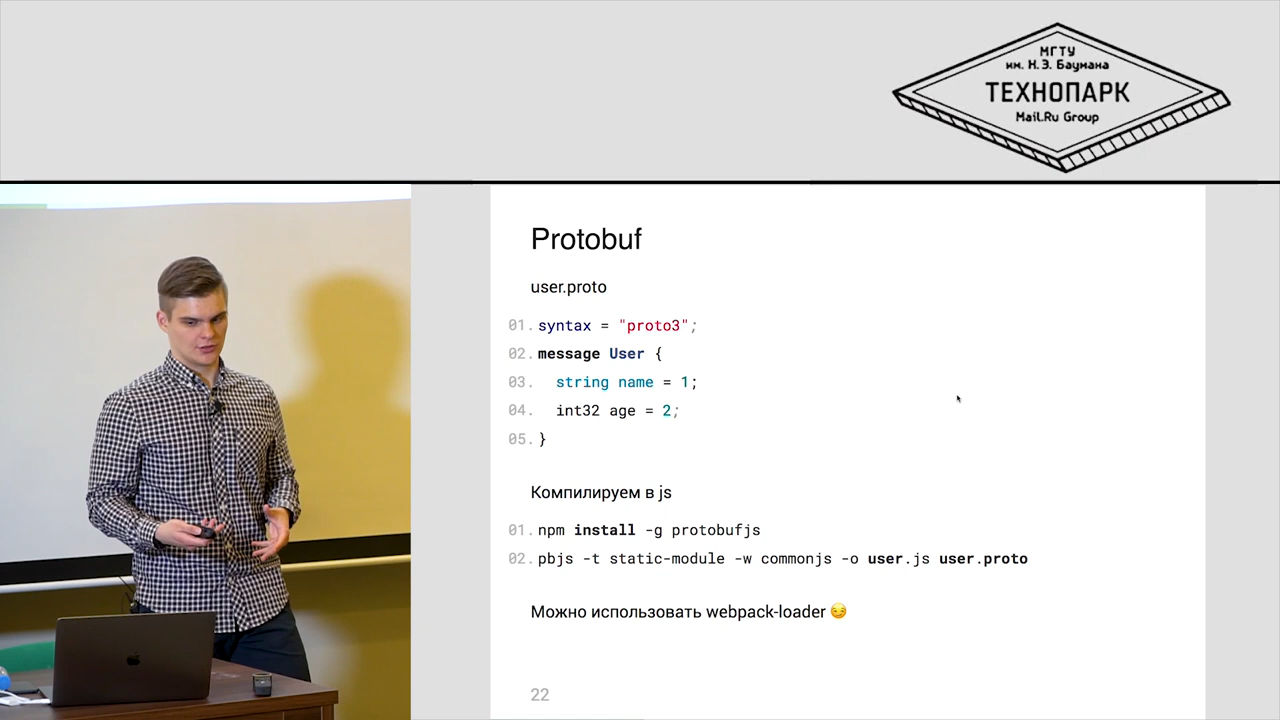 МГТУ
им. Н.Э. Баумана
ТЕХНОПАРК
Mail.Ru Group
Protobuf
user.proto
01. syntax = "proto3";
02. message User {
03. string name = 1;
04. int32 age = 2;
05. }
Компилируем в js
01. npm install -g protobufjs
02. pbjs -t static-module -w commonjs -o user.js user.proto
Можно использовать webpack-loader 😏
22